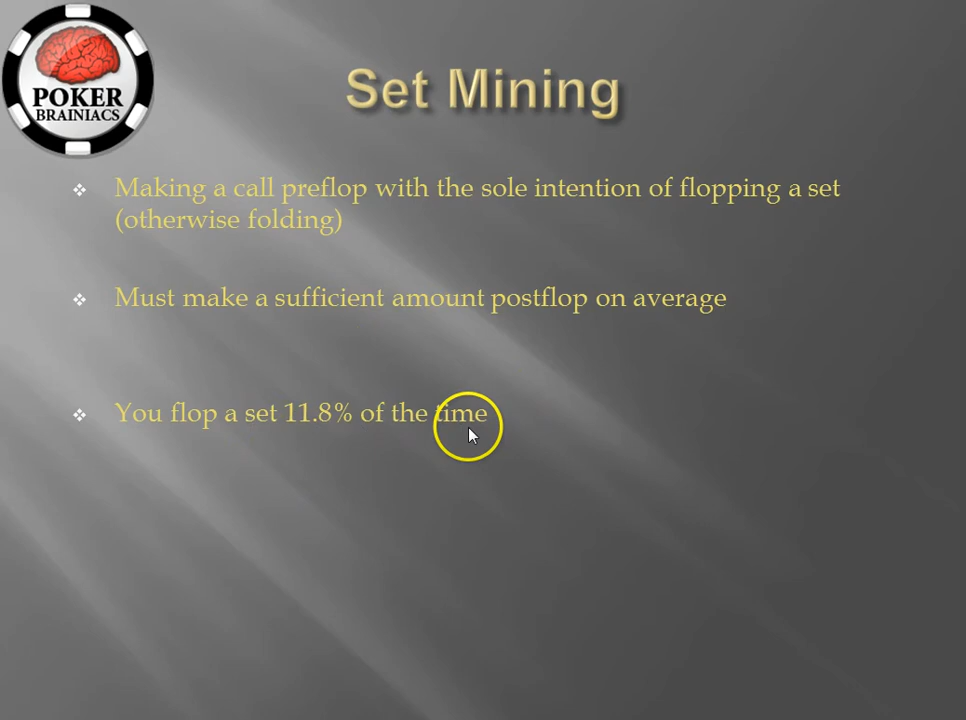 POKER
BRAINIACS
Set Mining
Making a call preflop with the sole intention of flopping a set
(otherwise folding)
Must make a sufficient amount postflop on average
You flop a set 11.8% of the time